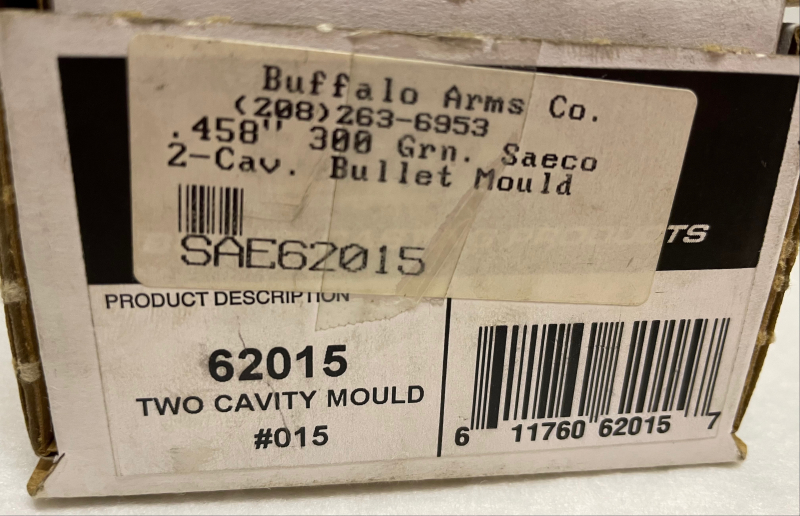 Buffalo Arms Co.
(208)263-6953
.458" 300 Grn. Saeco
2-Cav. Bullet Mould
SAE62015
TS
PRODUCT DESCRIPTION
62015
TWO CAVITY MOULD
#015
6 11760 62015 7